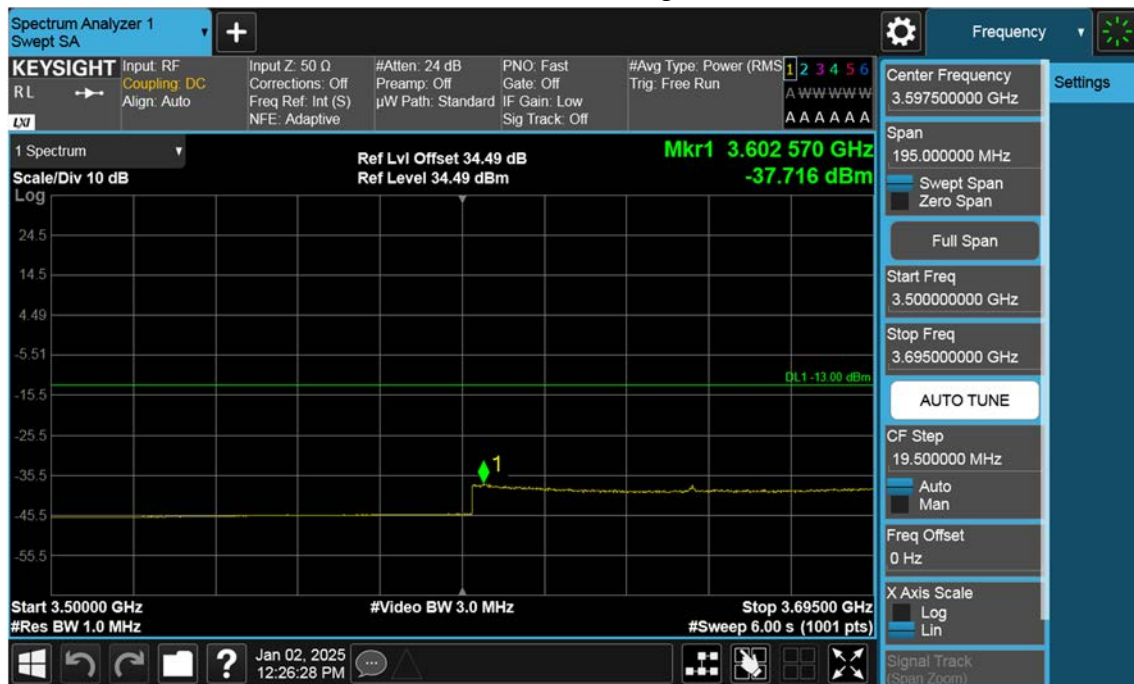 Spectrum Analyzer 1
Swept SA
+
Frequency
KEYSIGHT
RL
LXI
Input: RF
Coupling: DC
Align: Auto
Input Z: 50 Ω
Corrections: Off
Freq Ref: Int (S)
NFE: Adaptive
#Atten: 24 dB
Preamp: Off
µW Path: Standard
PNO: Fast
Gate: Off
IF Gain: Low
Sig Track: Off
#Avg Type: Power (RMS
Trig: Free Run
1 2 3 4 5 6
A W W W W W
A A A A A A
1 Spectrum
Scale/Div 10 dB
Ref Lvl Offset 34.49 dB
Ref Level 34.49 dBm
Mkr1 3.602 570 GHz
-37.716 dBm
Log
24.5
14.5
4.49
-5.51
-15.5
-25.5
-35.5
-45.5
-55.5
DL1 -13.00 dBm
1
Start 3.50000 GHz
#Res BW 1.0 MHz
#Video BW 3.0 MHz
Stop 3.69500 GHz
#Sweep 6.00 s (1001 pts)
Center Frequency
3.597500000 GHz
Span
195.000000 MHz
Swept Span
Zero Span
Full Span
Start Freq
3.500000000 GHz
Stop Freq
3.695000000 GHz
AUTO TUNE
CF Step
19.500000 MHz
Auto
Man
Freq Offset
0 Hz
X Axis Scale
Log
Lin
Signal Track
(Span Zoom)
Settings
?
Jan 02, 2025
12:26:28 PM